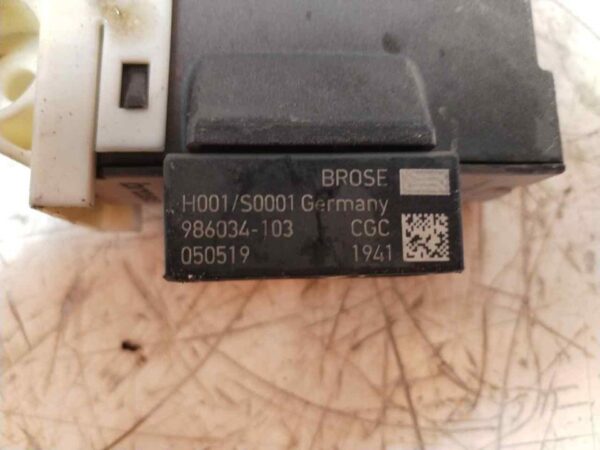 BROSE
H001/S0001 Germany
986034-103 CGC
050519 1941